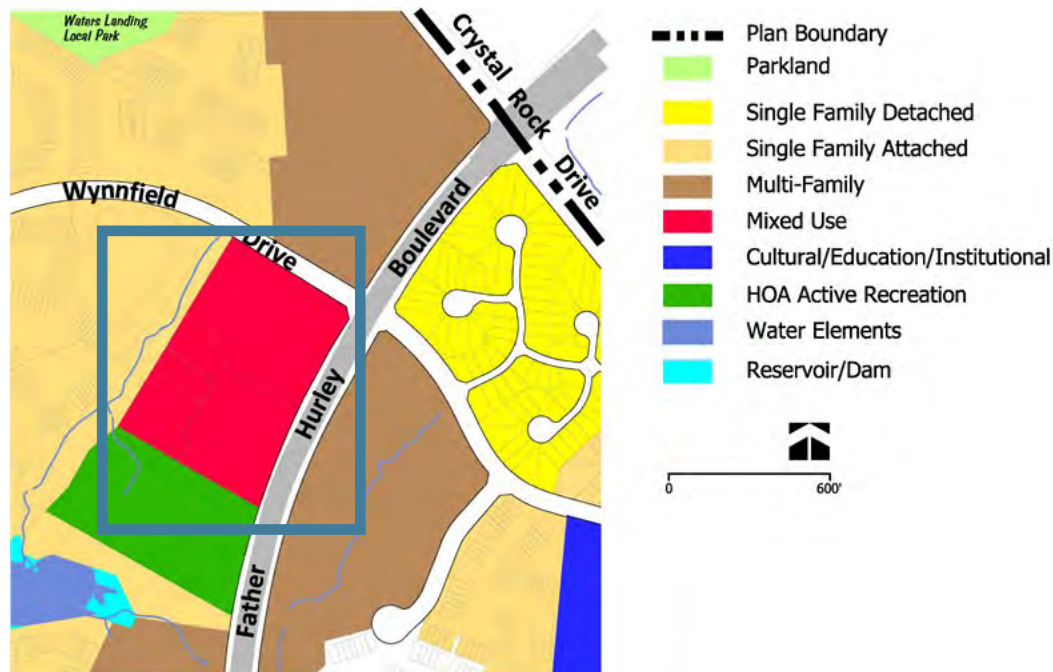 Waters Landing
Local Park
Crystal Rock Drive
Wynnfield Drive
Father Hurley Boulevard
Plan Boundary
Parkland
Single Family Detached
Single Family Attached
Multi-Family
Mixed Use
Cultural/Education/Institutional
HOA Active Recreation
Water Elements
Reservoir/Dam
0 600'